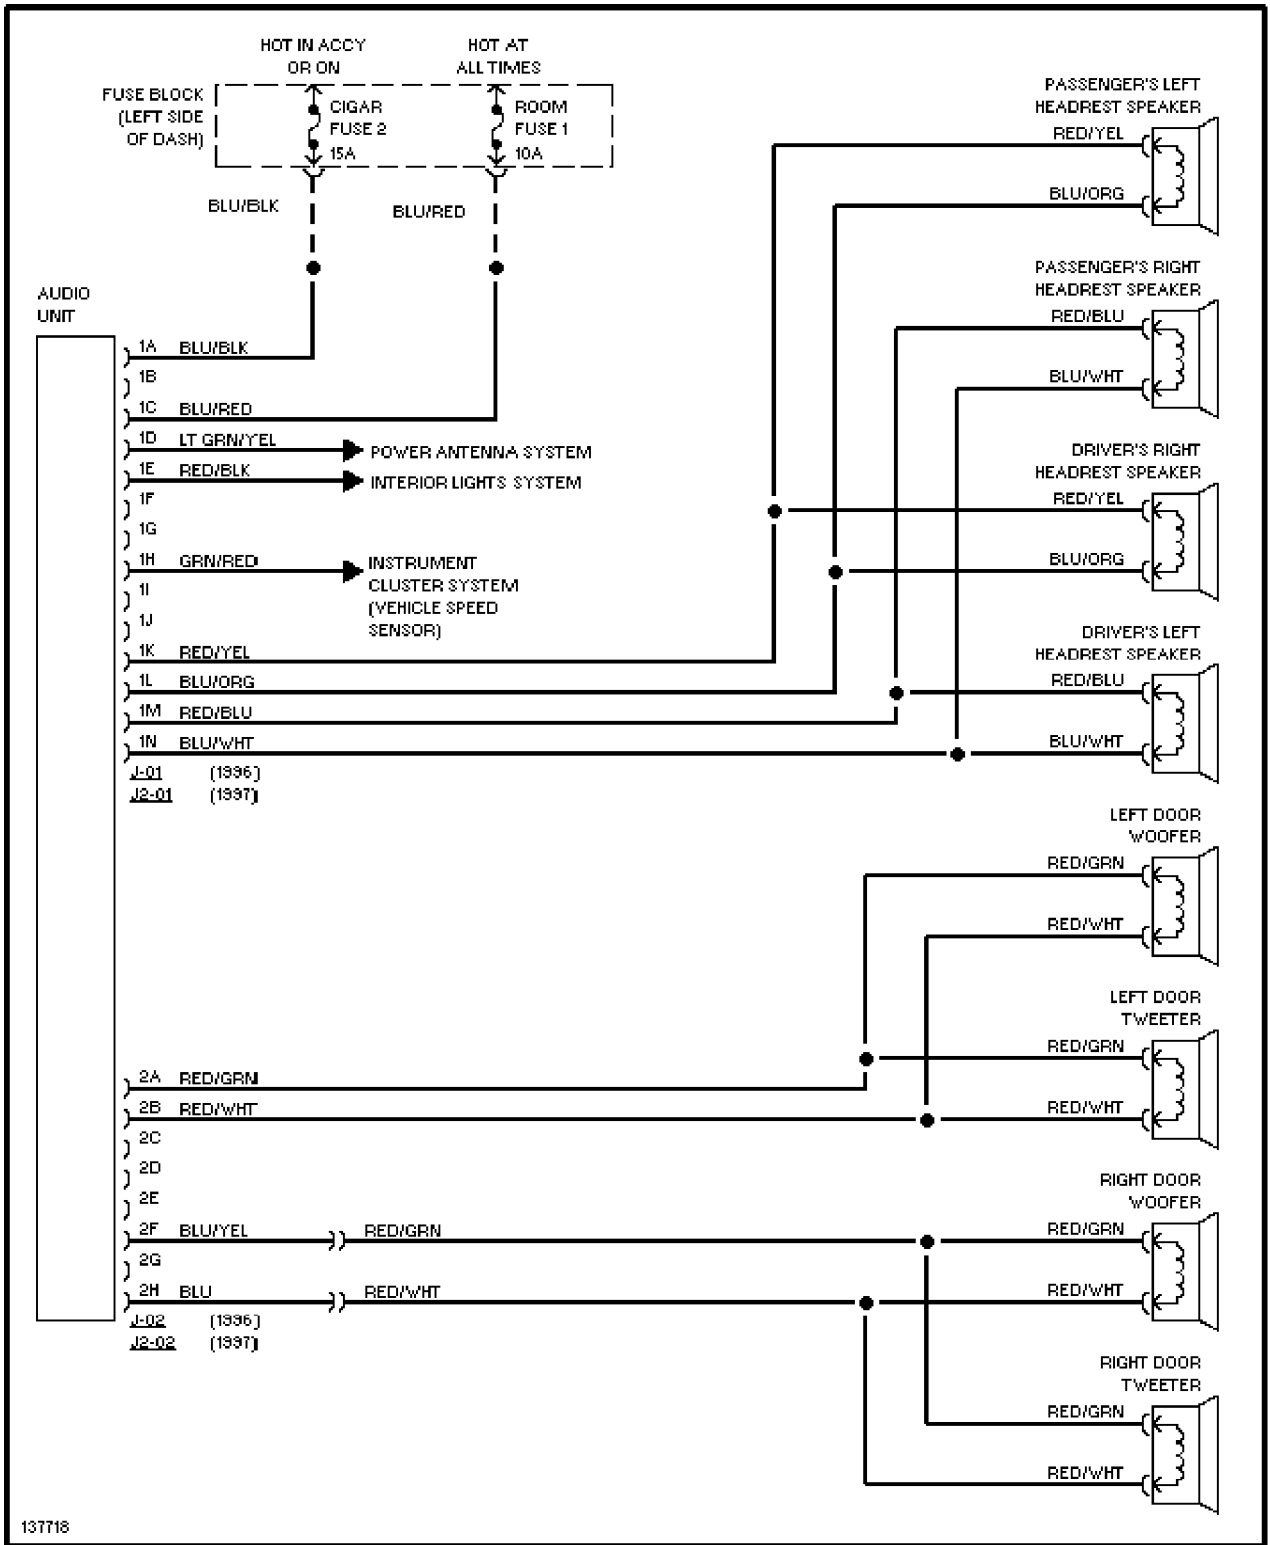 HOT IN ACCY
OR ON
HOT AT
ALL TIMES
FUSE BLOCK
(LEFT SIDE
OF DASH)
CIGAR
FUSE 2
15A
ROOM
FUSE 1
10A
BLU/BLK
BLU/RED
AUDIO
UNIT
1A BLU/BLK
1B
1C BLU/RED
1D LT GRN/YEL
POWER ANTENNA SYSTEM
1E RED/BLK
INTERIOR LIGHTS SYSTEM
1F
1G
1H GRN/RED
INSTRUMENT
CLUSTER SYSTEM
(VEHICLE SPEED
SENSOR)
1I
1J
1K RED/YEL
1L BLU/ORG
1M RED/BLU
1N BLU/WHT
J-01 (1996)
J2-01 (1997)
2A RED/GRN
2B RED/WHT
2C
2D
2E
2F BLU/YEL RED/GRN
2G
2H BLU RED/WHT
J-02 (1996)
J2-02 (1997)
PASSENGER'S LEFT
HEADREST SPEAKER
RED/YEL
BLU/ORG
PASSENGER'S RIGHT
HEADREST SPEAKER
RED/BLU
BLU/WHT
DRIVER'S RIGHT
HEADREST SPEAKER
RED/YEL
BLU/ORG
DRIVER'S LEFT
HEADREST SPEAKER
RED/BLU
BLU/WHT
LEFT DOOR
WOOFER
RED/GRN
RED/WHT
LEFT DOOR
TWEETER
RED/GRN
RED/WHT
RIGHT DOOR
WOOFER
RED/GRN
RED/WHT
RIGHT DOOR
TWEETER
RED/GRN
RED/WHT
137718